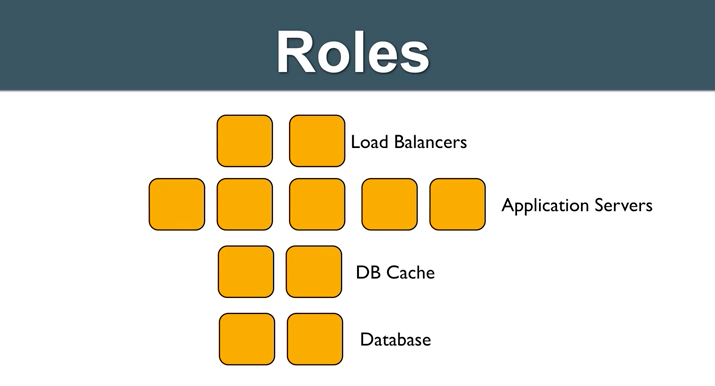 Roles
Load Balancers
Application Servers
DB Cache
Database